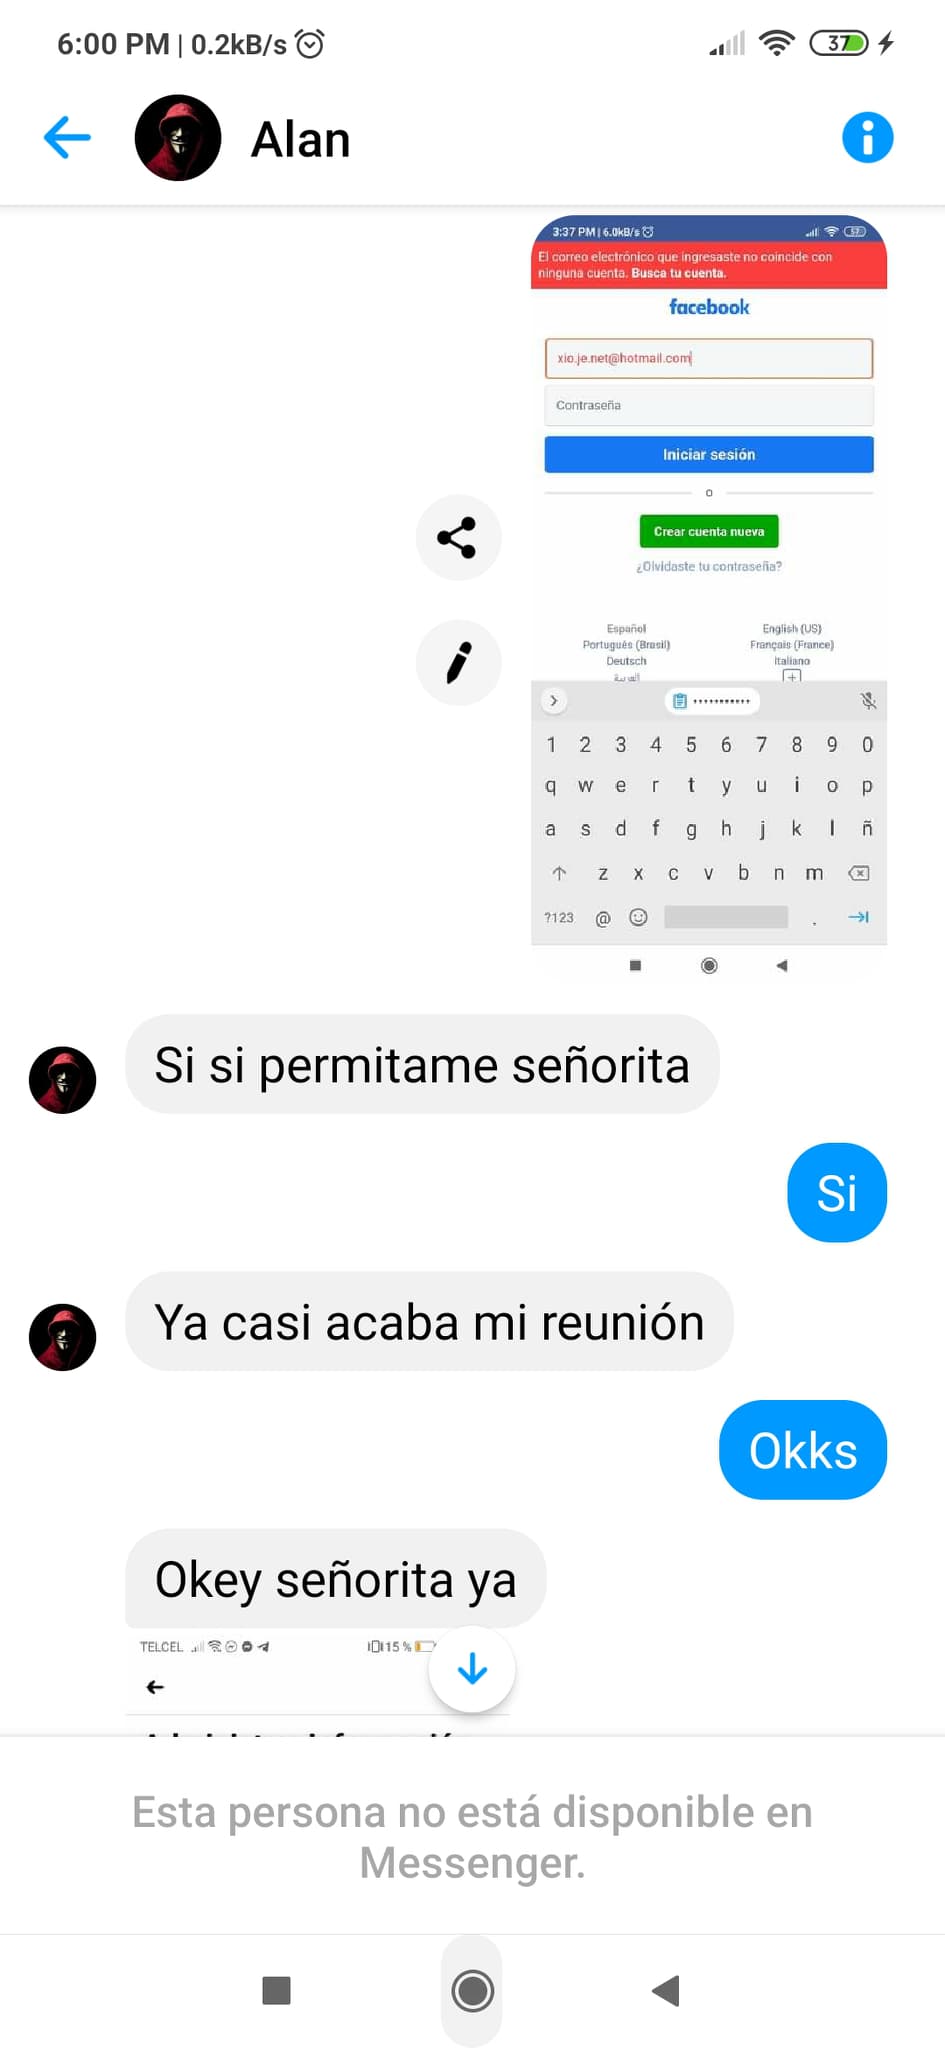 6:00 PM | 0.2kB/s
37
Alan
3:37 PM | 6.0kB/s
57
El correo electrónico que ingresaste no coincide con
ninguna cuenta. Busca tu cuenta.
facebook
xio.je.net@hotmail.com
Contraseña
Iniciar sesión
o
Crear cuenta nueva
¿Olvidaste tu contraseña?
Español English (US)
Português (Brasil) Français (France)
Deutsch Italiano
العربية
1 2 3 4 5 6 7 8 9 0
q w e r t y u i o p
a s d f g h j k l ñ
z x c v b n m
?123 @ .
Si si permitame señorita
Si
Ya casi acaba mi reunión
Okks
Okey señorita ya
TELCEL 15 %
Esta persona no está disponible en
Messenger.